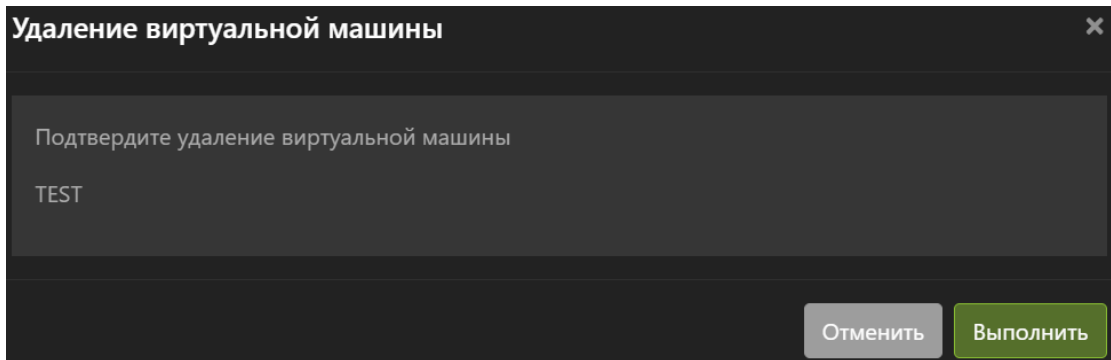 Удаление виртуальной машины
Подтвердите удаление виртуальной машины
TEST
Отменить
Выполнить